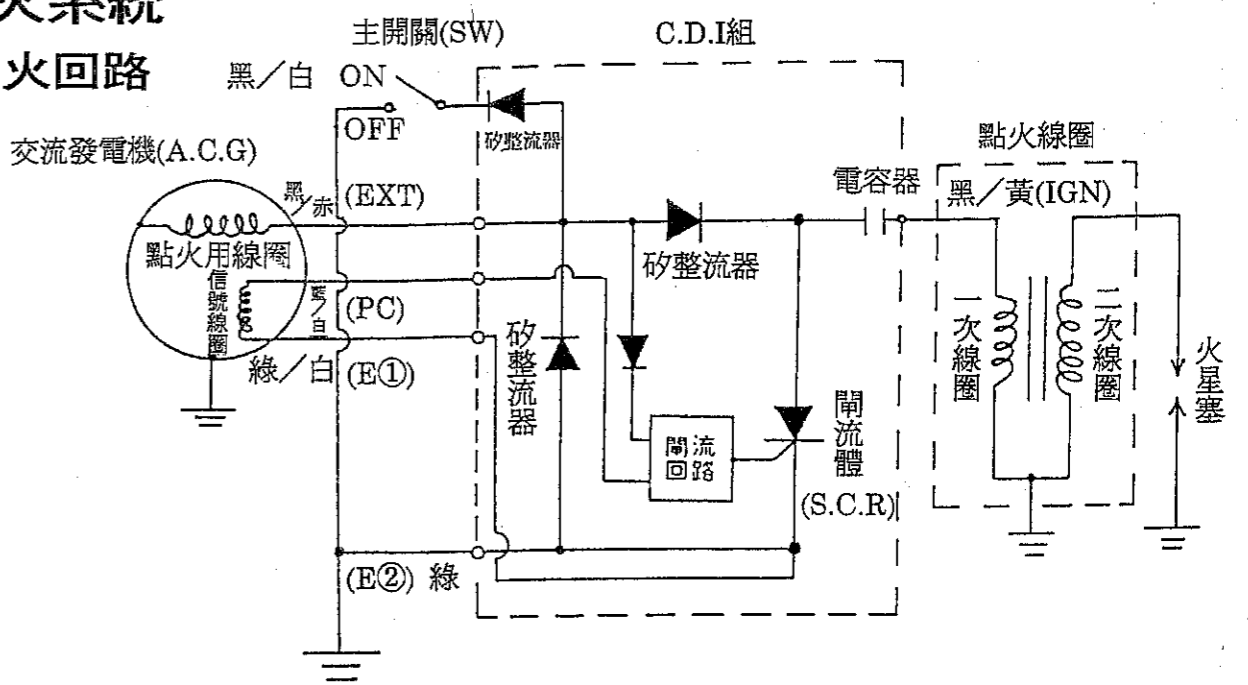 火系統
火回路
主開關(SW)
C.D.I組
黑／白
ON
OFF
矽整流器
交流發電機(A.C.G)
點火線圈
電容器
黑／赤
(EXT)
黑／黃(IGN)
點火用線圈
矽整流器
信號線圈
藍／白
(PC)
矽整流器
一次線圈
二次線圈
火星塞
綠／白
(E①)
閘流體
閘流
回路
(S.C.R)
(E②)
綠